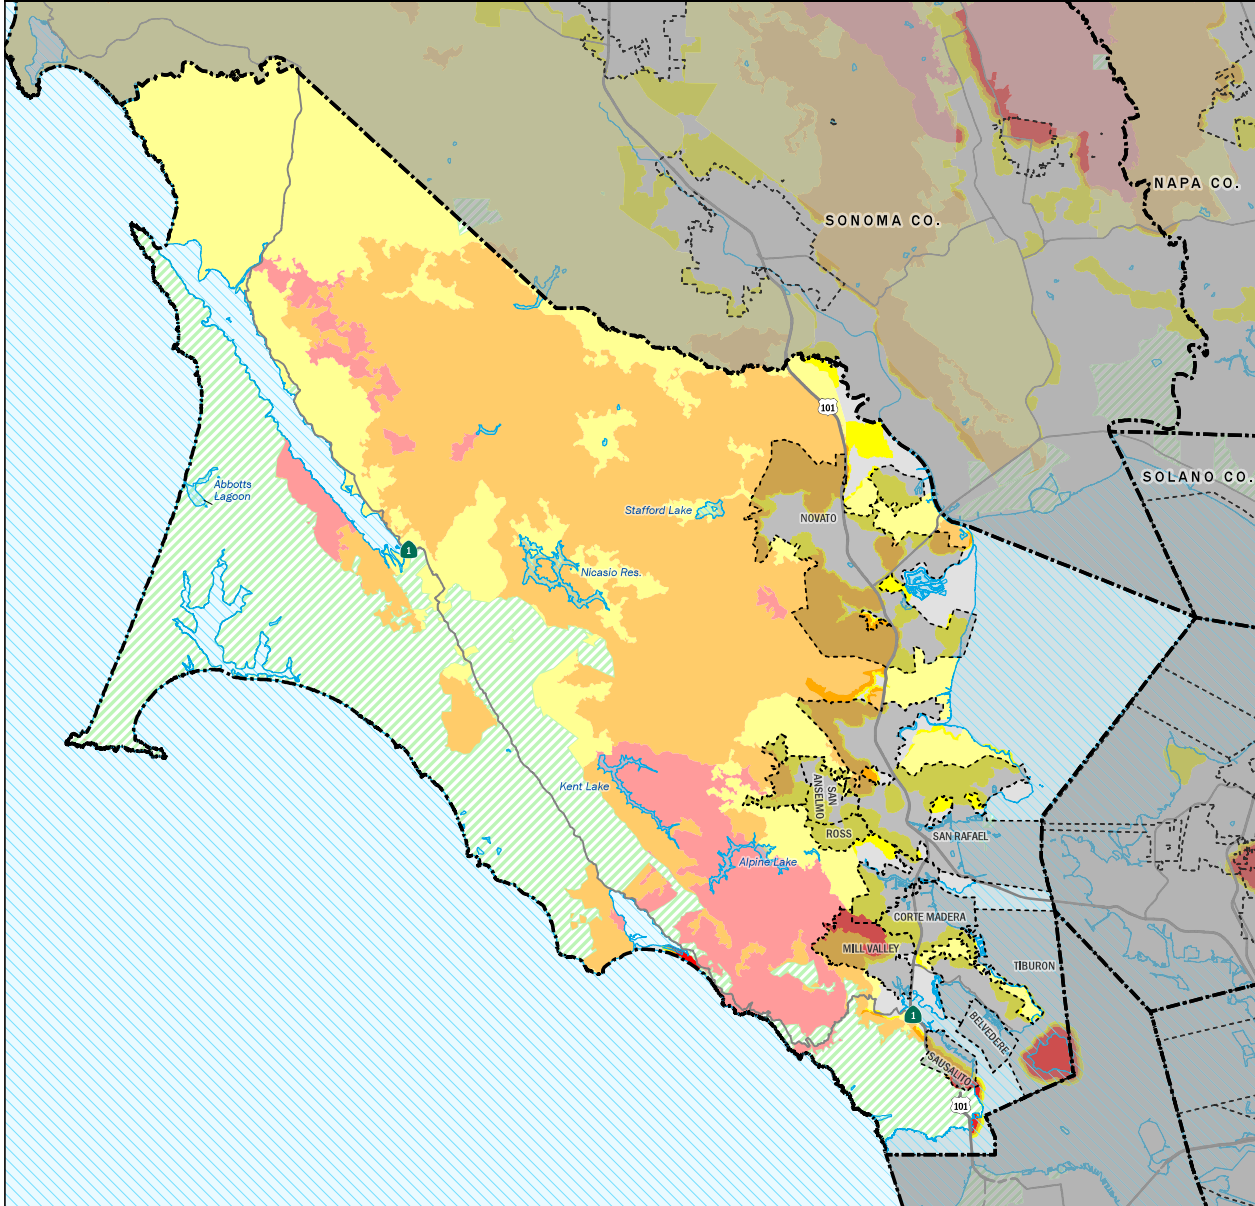 NAPA CO.
SONOMA CO.
101
SOLANO CO.
Abbotts
Lagoon
Stafford Lake
NOVATO
1
Nicasio Res.
Kent Lake
SAN
ANSELMO
ROSS
SAN RAFAEL
Alpine Lake
CORTE MADERA
MILL VALLEY
TIBURON
1
BELVEDERE
SAUSALITO
101